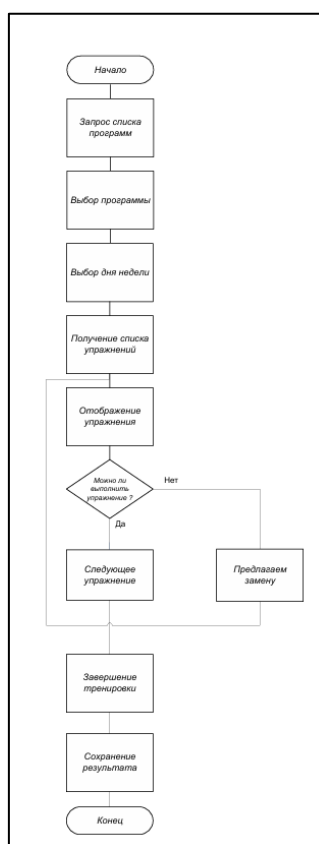 Начало
Запрос списка
программ
Выбор программы
Выбор дня недели
Получение списка
упражнений
Отображение
упражнения
Можно ли
выполнить
упражнение ?
Нет
Да
Следующее
упражнение
Предлагаем
замену
Завершение
тренировки
Сохранение
результата
Конец